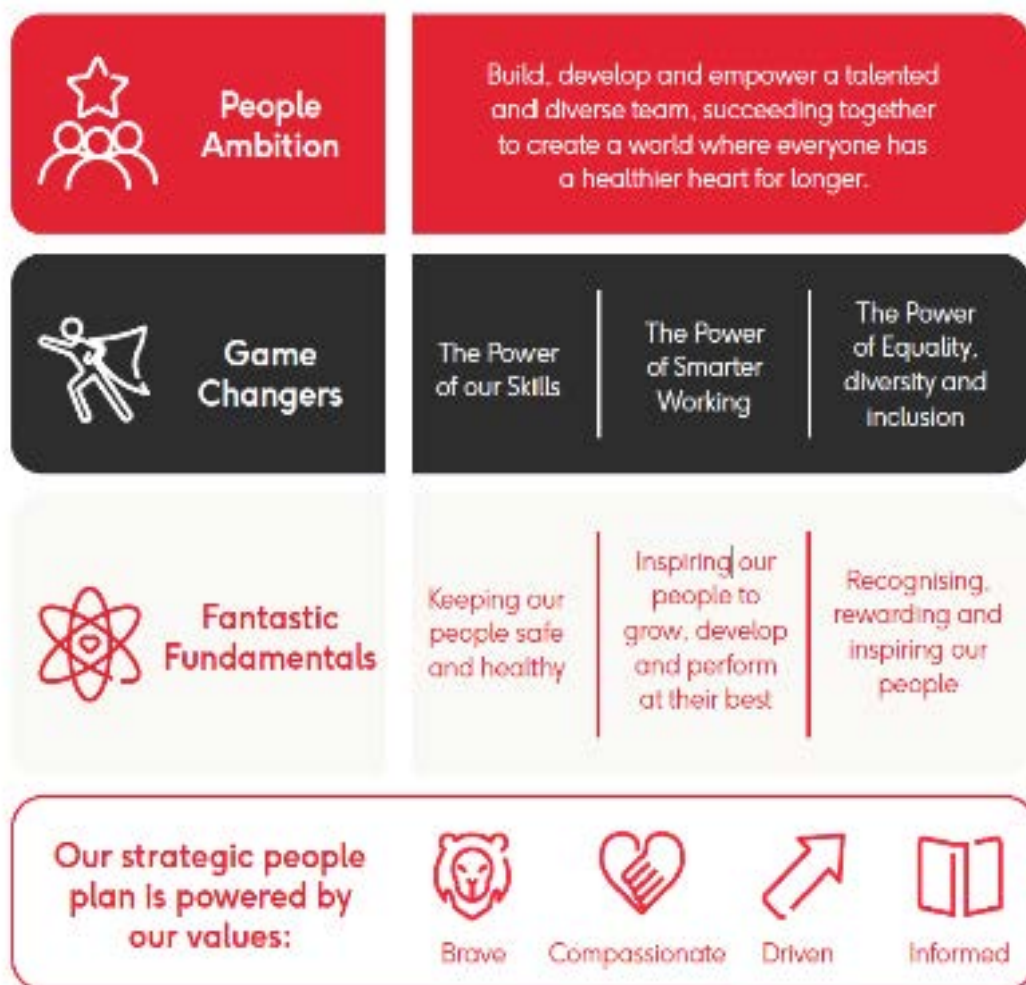 People
Ambition
Build, develop and empower a talented
and diverse team, succeeding together
to create a world where everyone has
a healthier heart for longer.
Game
Changers
The Power
of our Skills
The Power
of Smarter
Working
The Power
of Equality,
diversity and
inclusion
Fantastic
Fundamentals
Keeping our
people safe
and healthy
Inspiring our
people to
grow, develop
and perform
at their best
Recognising,
rewarding and
inspiring our
people
Our strategic people
plan is powered by
our values:
Brave
Compassionate
Driven
Informed